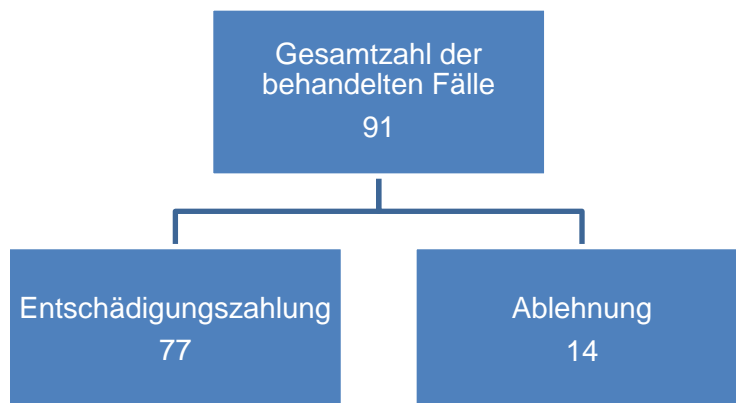 Gesamtzahl der
behandelten Fälle
91
Entschädigungszahlung
77
Ablehnung
14